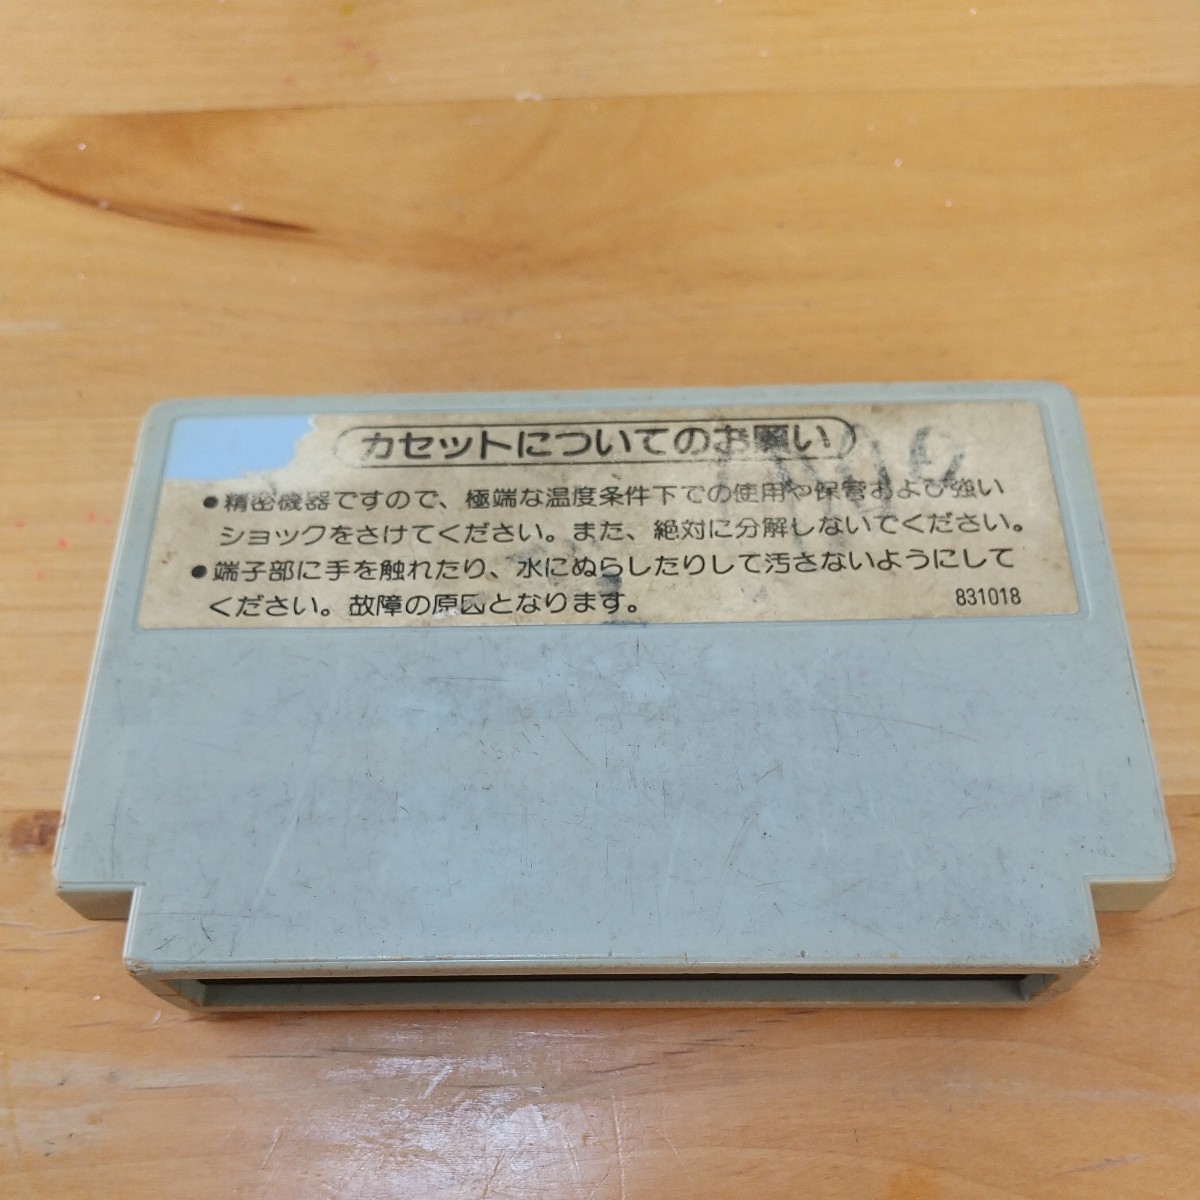 カセットについてのお願い
●精密機器ですので、極端な温度条件下での使用や保管および強い
ショックをさけてください。また、絶対に分解しないでください。
●端子部に手を触れたり、水にぬらしたりして汚さないようにして
ください。故障の原因となります。
831018